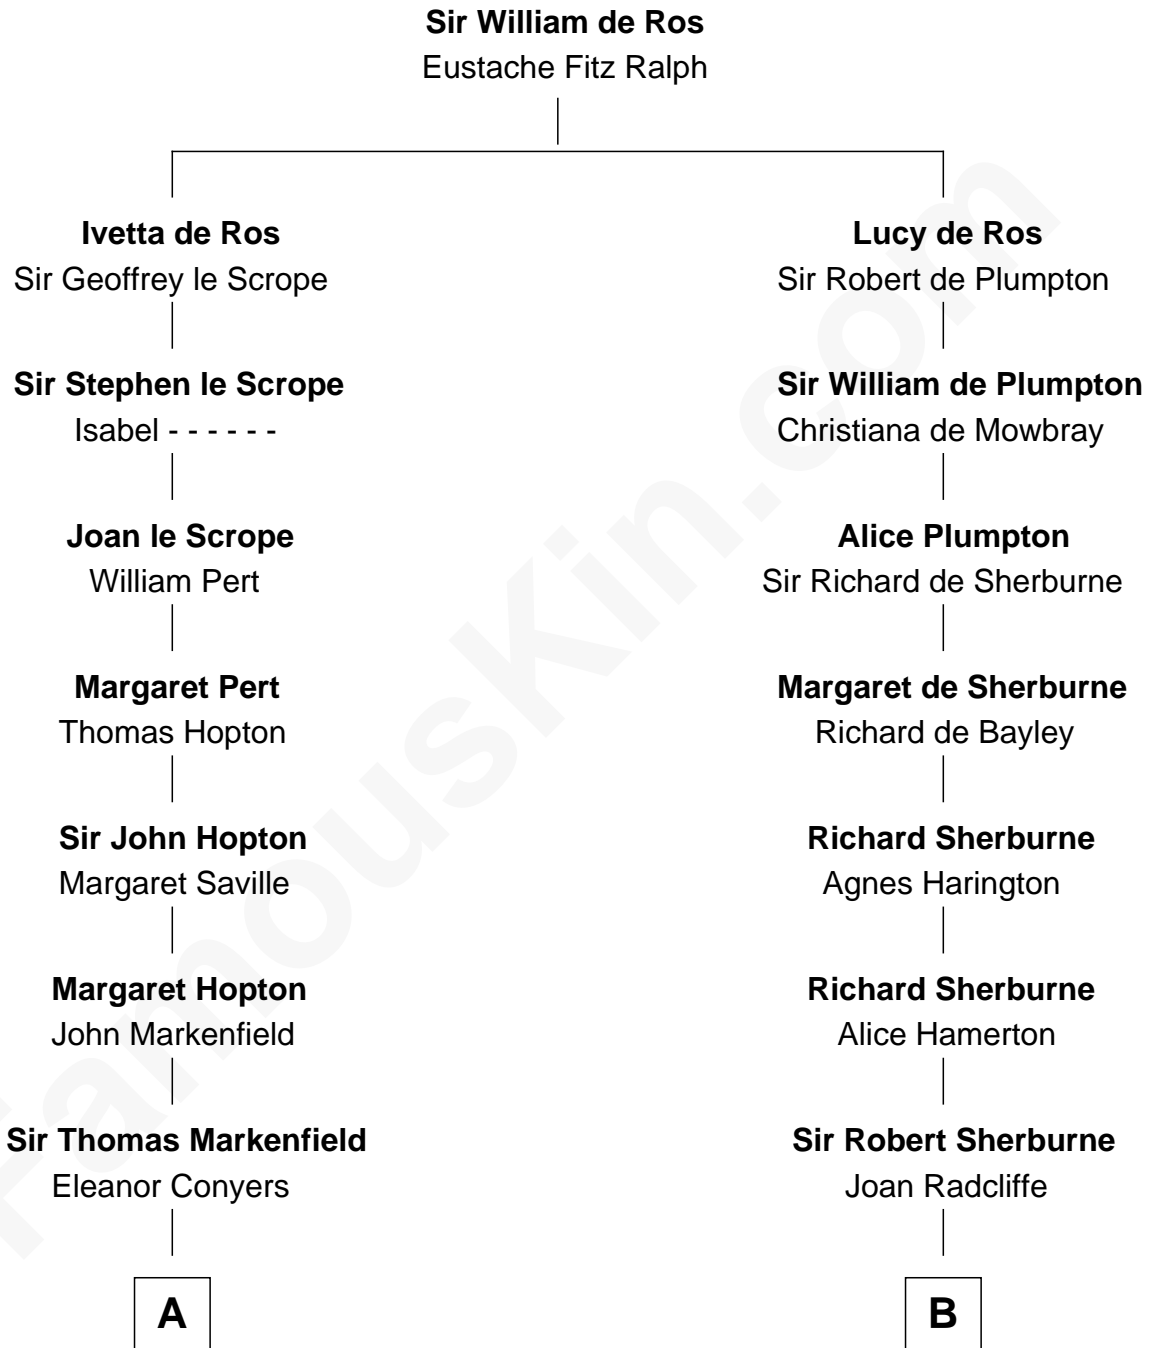 Sir William de Ros
Eustache Fitz Ralph
Ivetta de Ros
Sir Geoffrey le Scrope
Lucy de Ros
Sir Robert de Plumpton
Sir Stephen le Scrope
Isabel - - - - - -
Sir William de Plumpton
Christiana de Mowbray
Joan le Scrope
William Pert
Alice Plumpton
Sir Richard de Sherburne
Margaret Pert
Thomas Hopton
Margaret de Sherburne
Richard de Bayley
Sir John Hopton
Margaret Saville
Richard Sherburne
Agnes Harington
Margaret Hopton
John Markenfield
Richard Sherburne
Alice Hamerton
Sir Thomas Markenfield
Eleanor Conyers
Sir Robert Sherburne
Joan Radcliffe
A
B
FamousKin.com